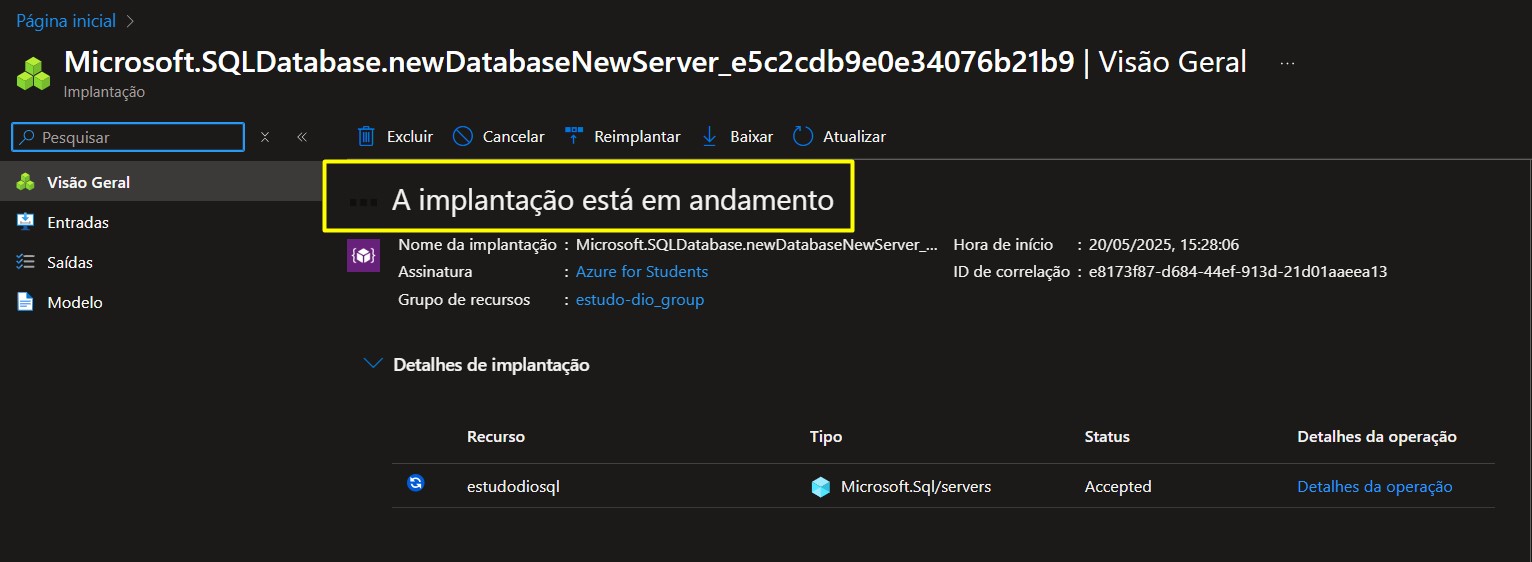 Página inicial >
Microsoft.SQLDatabase.newDatabaseNewServer_e5c2cdb9e0e34076b21b9 | Visão Geral ...
Implantação
Pesquisar
Excluir Cancelar Reimplantar Baixar Atualizar
Visão Geral
Entradas
Saídas
Modelo
... A implantação está em andamento
Nome da implantação : Microsoft.SQLDatabase.newDatabaseNewServer_... Hora de início : 20/05/2025, 15:28:06
Assinatura : Azure for Students ID de correlação : e8173f87-d684-44ef-913d-21d01aaeea13
Grupo de recursos : estudo-dio_group
Detalhes de implantação
Recurso Tipo Status Detalhes da operação
estudodiosql Microsoft.Sql/servers Accepted Detalhes da operação